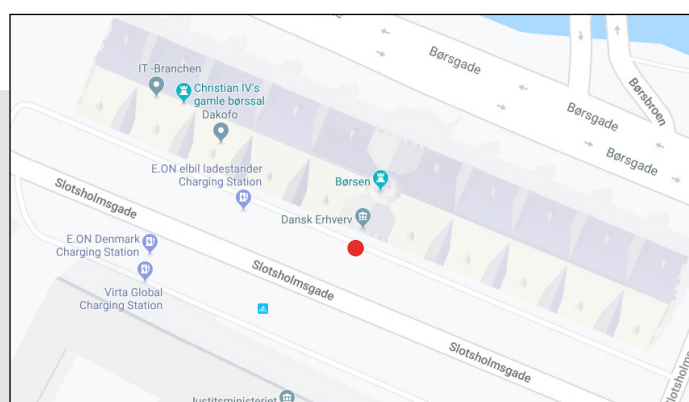 Børsgade
IT -Branchen
Christian IV's
gamle børssal
Dakofo
Børsbroen
Børsgade
Børsgade
E.ON elbil ladestander
Charging Station
Børsen
Slotsholmsgade
Dansk Erhverv
E.ON Denmark
Charging Station
Slotsholmsgade
Virta Global
Charging Station
Slotsholmsgade
Slotsholms
Justitsministeriet